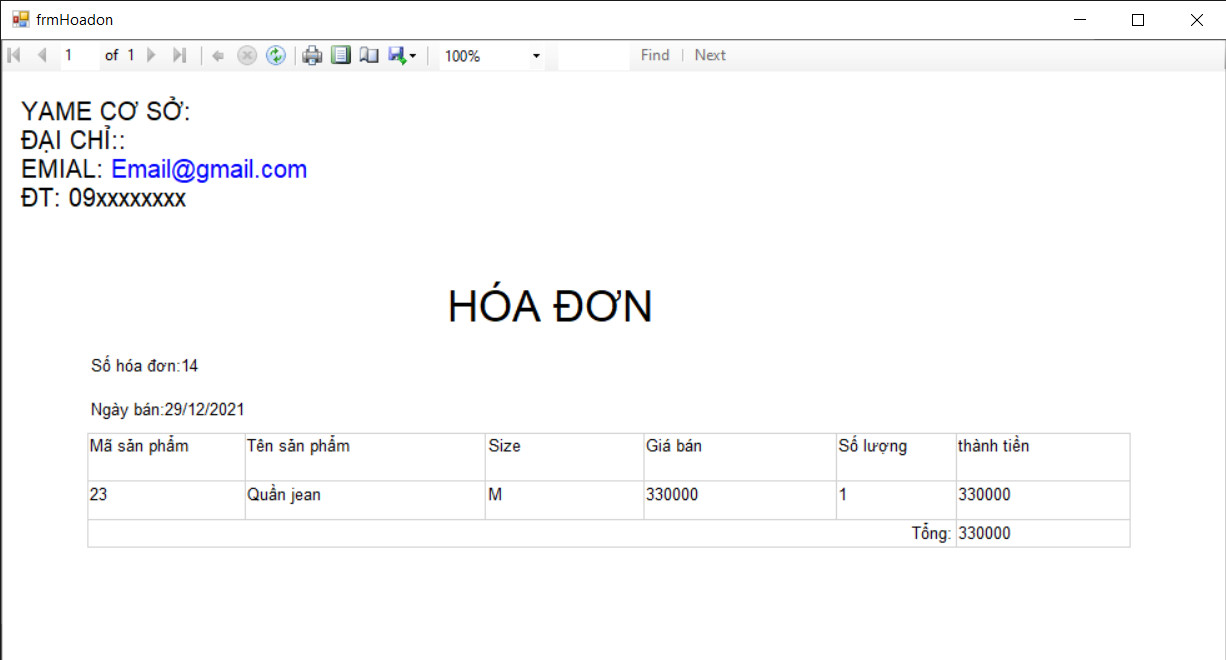 frmHoadon
1 of 1 100% Find Next
YAME CƠ SỞ:
ĐẠI CHỈ::
EMIAL: Email@gmail.com
ĐT: 09xxxxxxxx
HÓA ĐƠN
Số hóa đơn:14
Ngày bán:29/12/2021
Mã sản phẩm Tên sản phẩm Size Giá bán Số lượng thành tiền
23 Quần jean M 330000 1 330000
Tổng: 330000